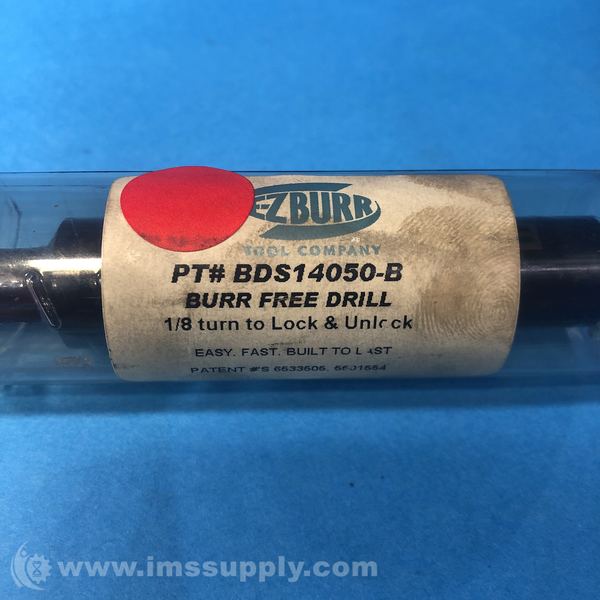 E-ZBURR
TOOL COMPANY
PT# BDS14050-B
BURR FREE DRILL
1/8 turn to Lock & Unlock
EASY. FAST. BUILT TO LAST
PATENT #'S 6533505,
www.imssupply.com